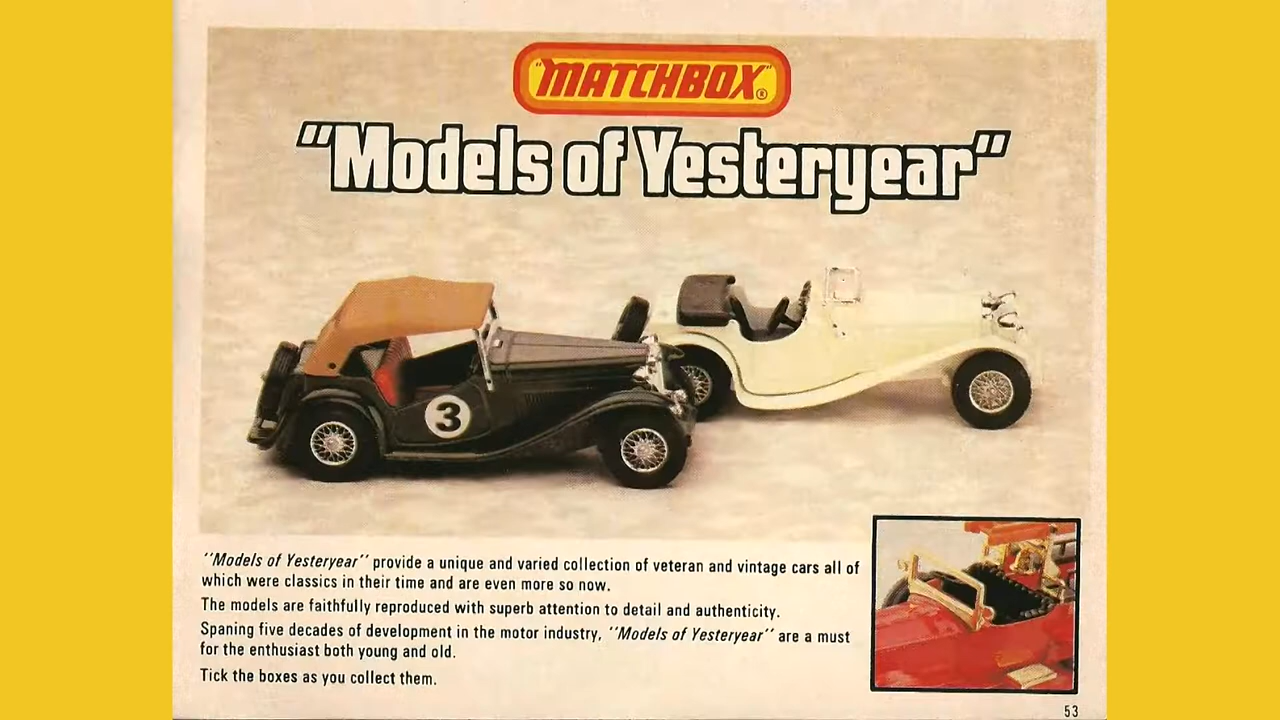 "MATCHBOX"®
"Models of Yesteryear"
3
"Models of Yesteryear" provide a unique and varied collection of veteran and vintage cars all of
which were classics in their time and are even more so now.
The models are faithfully reproduced with superb attention to detail and authenticity.
Spaning five decades of development in the motor industry, "Models of Yesteryear" are a must
for the enthusiast both young and old.
Tick the boxes as you collect them.
53